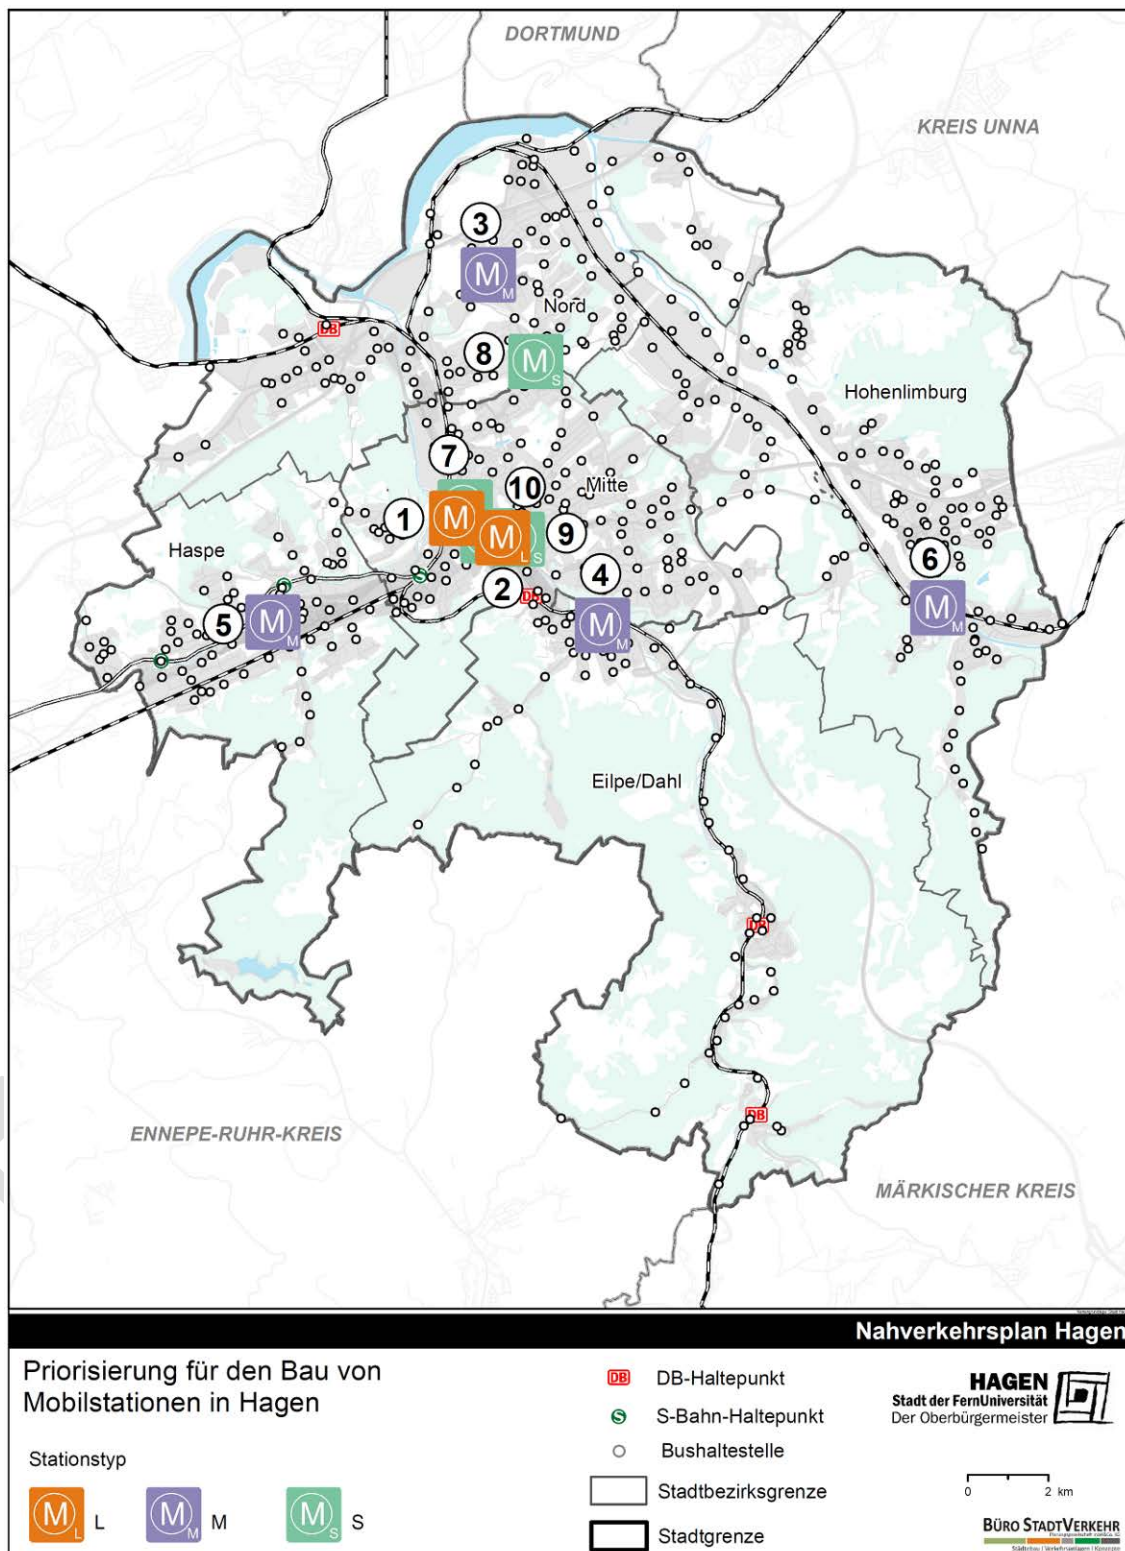 DORTMUND
KREIS UNNA
3
M
M
Nord
DB
8
M
S
Hohenlimburg
7
10
Mitte
1
M
M
L
S
9
Haspe
S
S
4
6
2
DB
5
M
M
M
M
M
M
S
Eilpe/Dahl
DB
DB
ENNEPE-RUHR-KREIS
MÄRKISCHER KREIS
Nahverkehrsplan Hagen
Priorisierung für den Bau von
Mobilstationen in Hagen
Stationstyp
M L L
M M M
M S S
DB DB-Haltepunkt
S S-Bahn-Haltepunkt
Bushaltestelle
Stadtbezirksgrenze
Stadtgrenze
HAGEN
Stadt der FernUniversität
Der Oberbürgermeister
0 2 km
BÜRO STADTVERKEHR